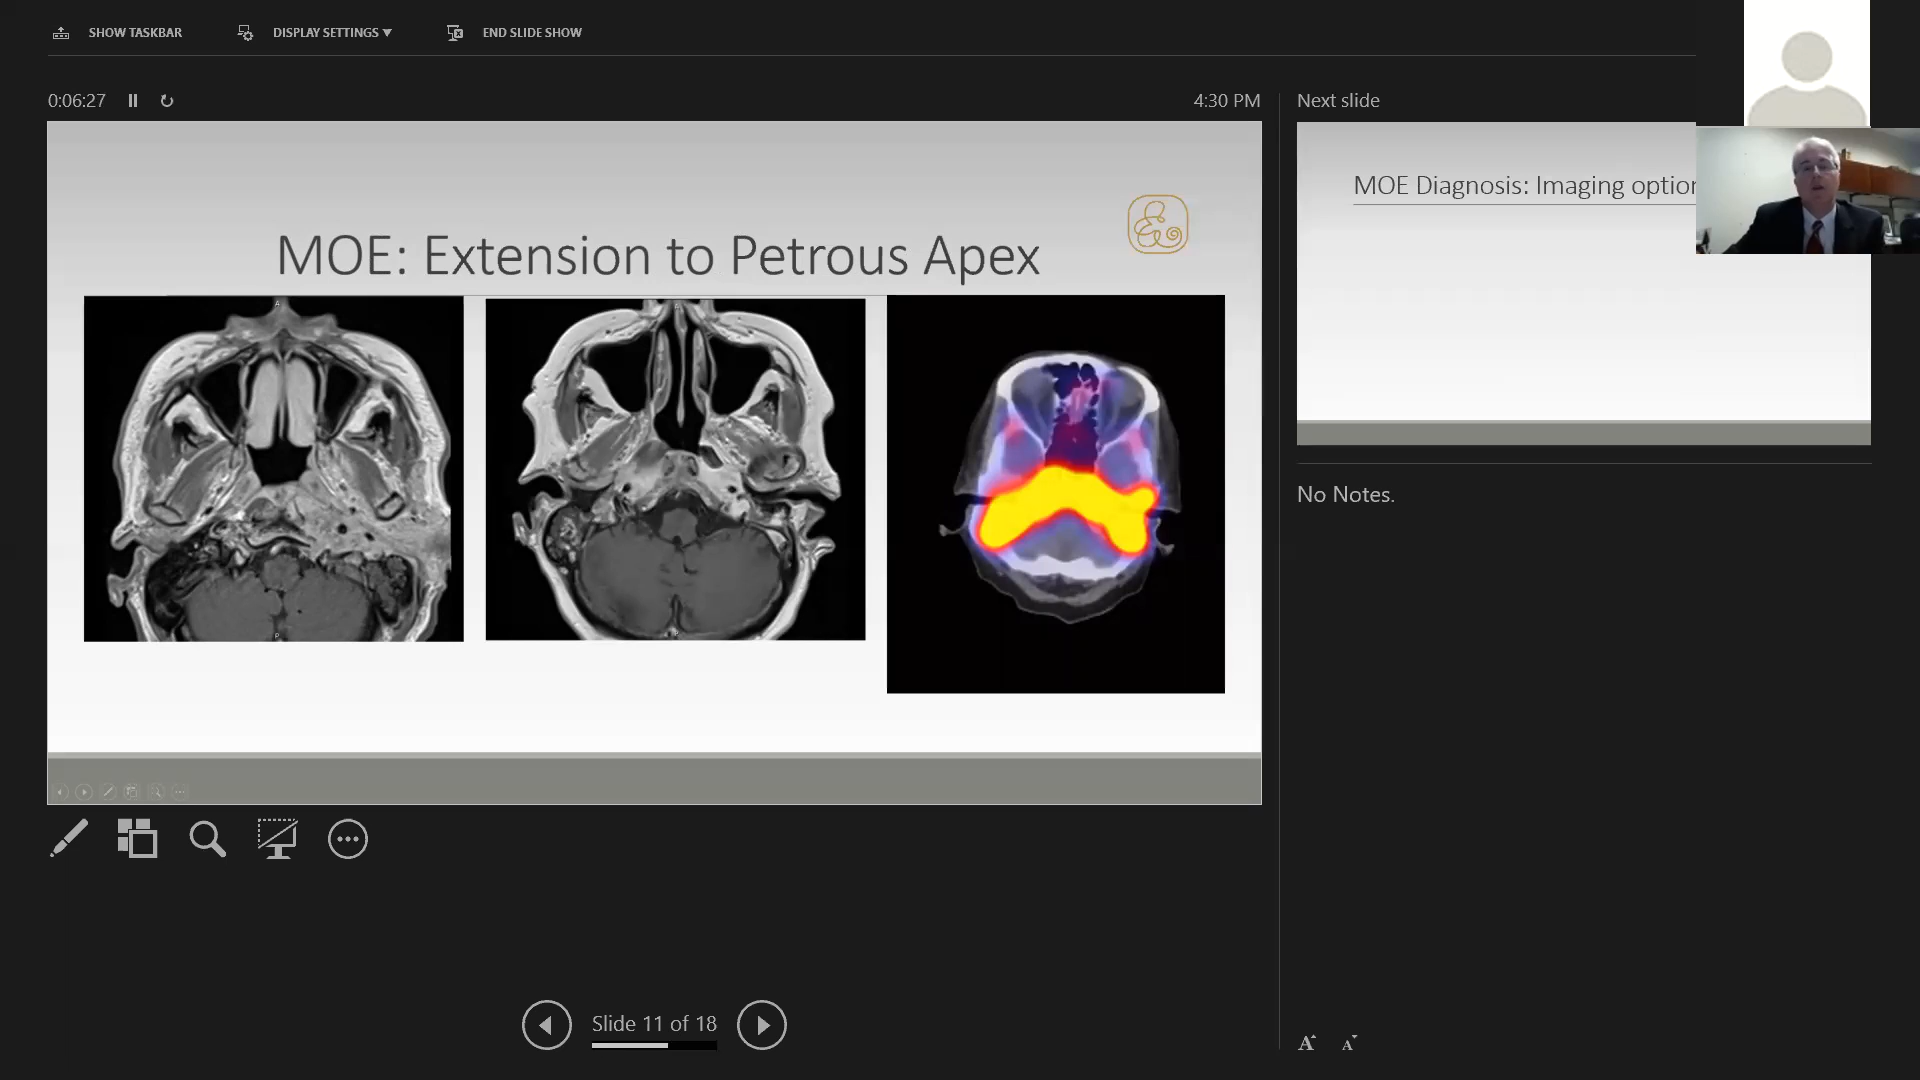 SHOW TASKBAR
DISPLAY SETTINGS
END SLIDE SHOW
0:06:27
4:30 PM
Next slide
MOE: Extension to Petrous Apex
A
P
MOE Diagnosis: Imaging option
No Notes.
Slide 11 of 18
A
A